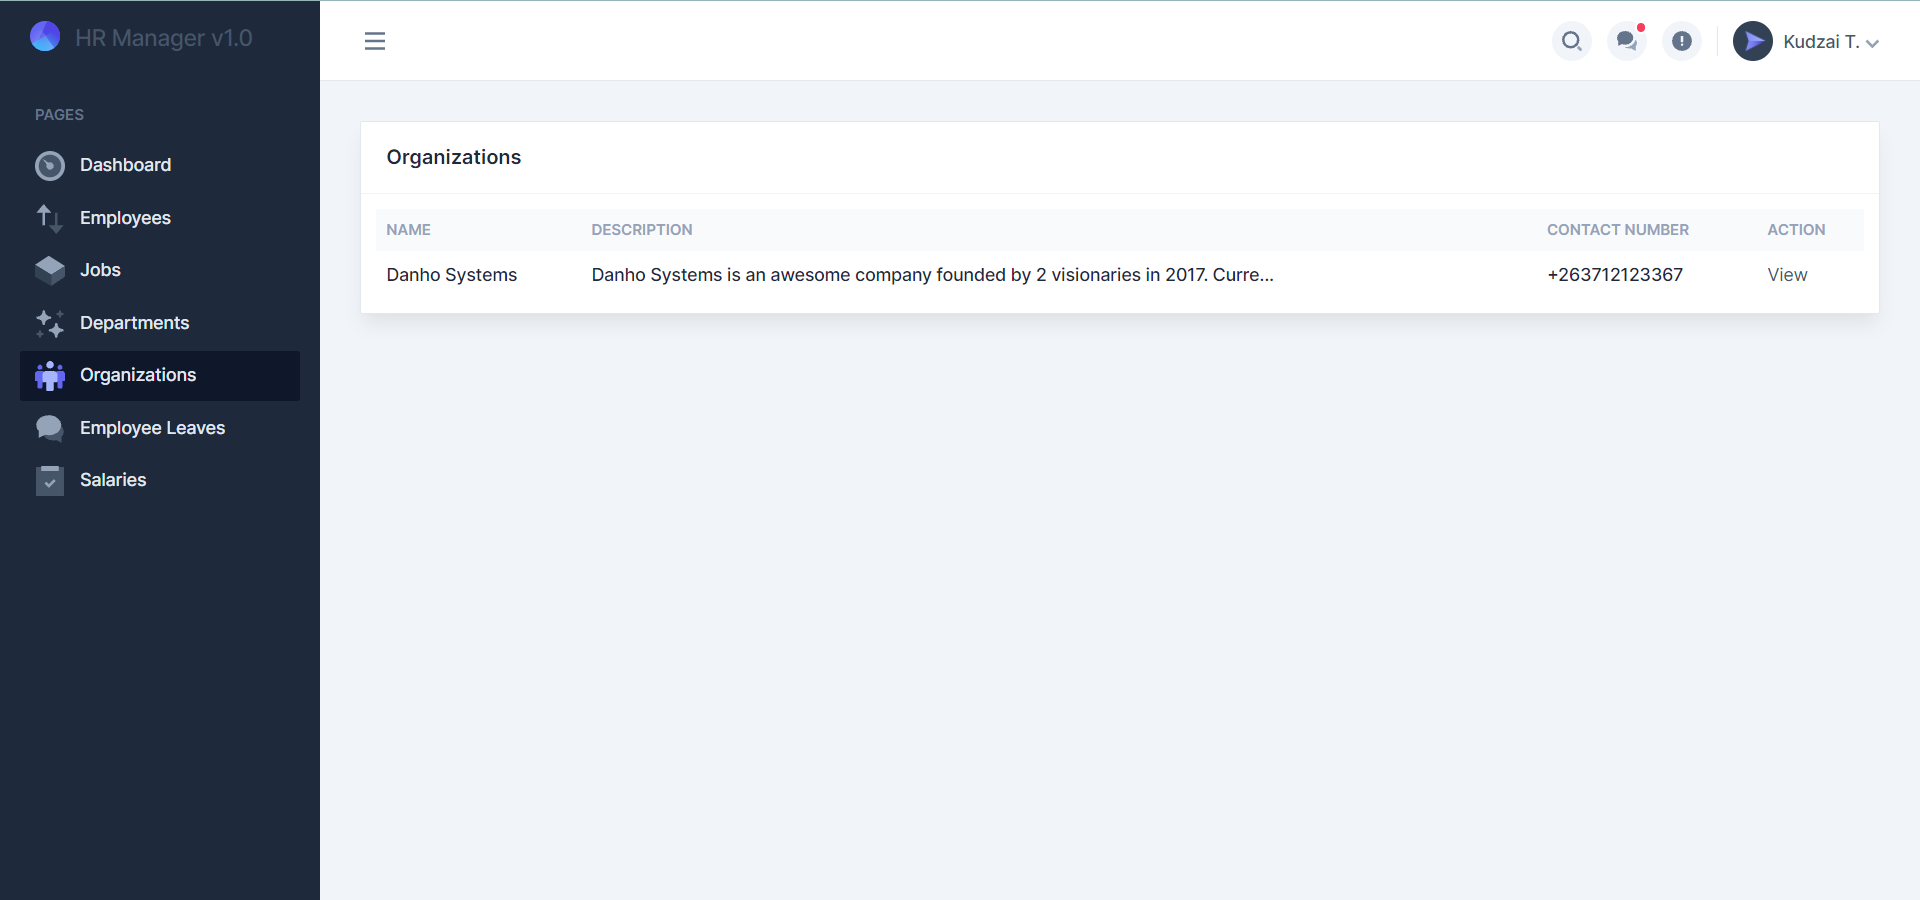 HR Manager v1.0
PAGES
Dashboard
Employees
Jobs
Departments
Organizations
Employee Leaves
Salaries
Kudzai T.
Organizations
NAME DESCRIPTION CONTACT NUMBER ACTION
Danho Systems Danho Systems is an awesome company founded by 2 visionaries in 2017. Curre... +263712123367 View